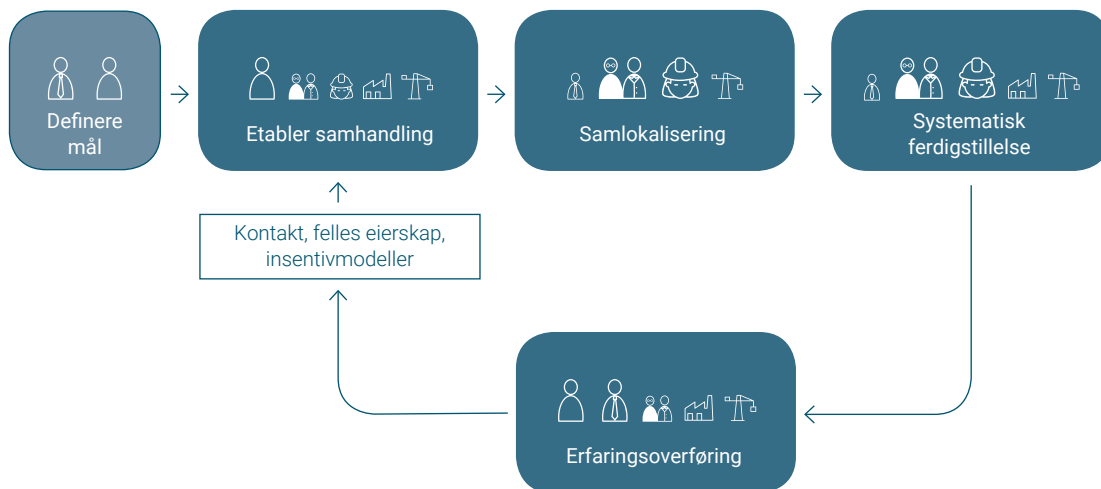 Definere
mål
Etabler samhandling
Samlokalisering
Systematisk
ferdigstillelse
Kontakt, felles eierskap,
insentivmodeller
Erfaringsoverføring